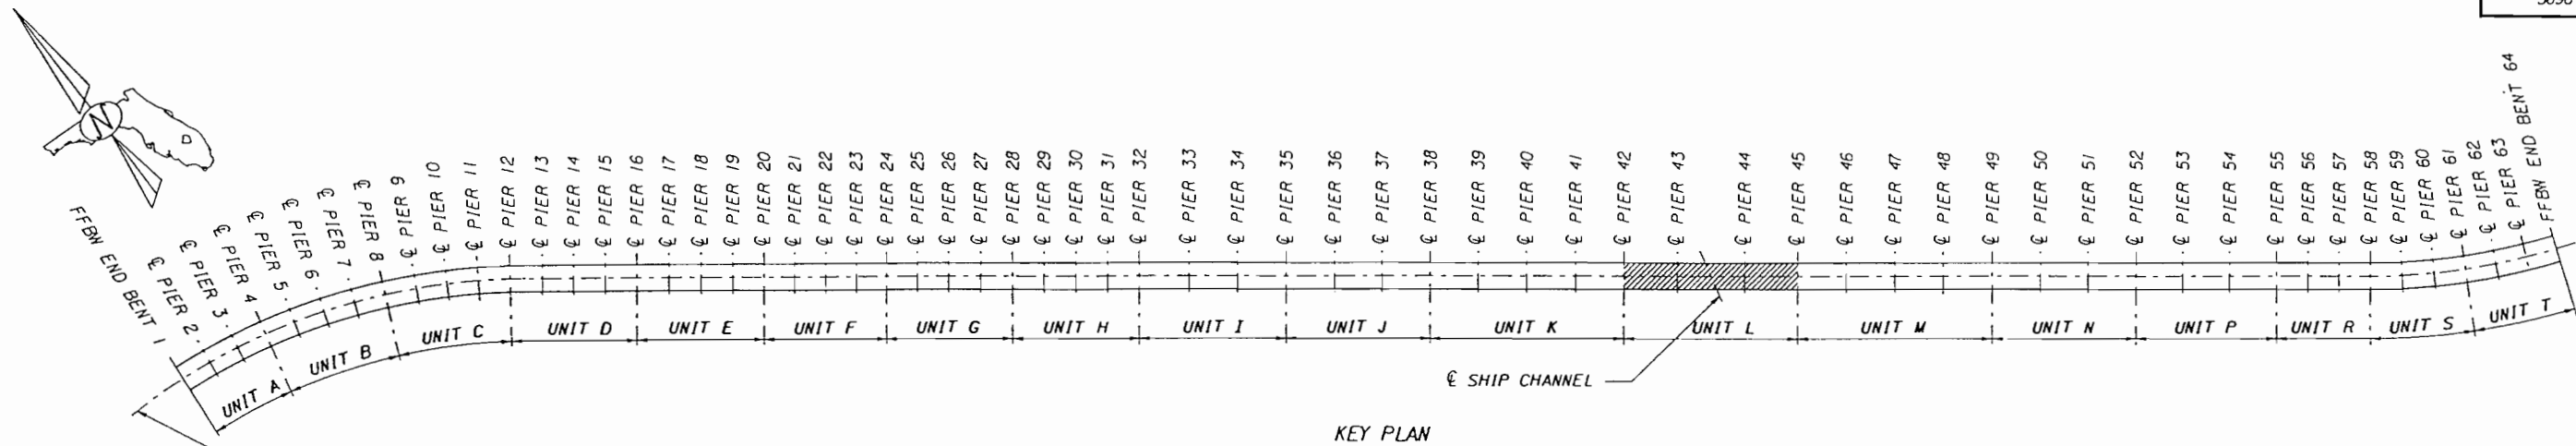 N
FFBW END BENT 1
℄ PIER 2
℄ PIER 3
℄ PIER 4
℄ PIER 5
℄ PIER 6
℄ PIER 7
℄ PIER 8
℄ PIER 9
℄ PIER 10
℄ PIER 11
℄ PIER 12
℄ PIER 13
℄ PIER 14
℄ PIER 15
℄ PIER 16
℄ PIER 17
℄ PIER 18
℄ PIER 19
℄ PIER 20
℄ PIER 21
℄ PIER 22
℄ PIER 23
℄ PIER 24
℄ PIER 25
℄ PIER 26
℄ PIER 27
℄ PIER 28
℄ PIER 29
℄ PIER 30
℄ PIER 31
℄ PIER 32
℄ PIER 33
℄ PIER 34
℄ PIER 35
℄ PIER 36
℄ PIER 37
℄ PIER 38
℄ PIER 39
℄ PIER 40
℄ PIER 41
℄ PIER 42
℄ PIER 43
℄ PIER 44
℄ PIER 45
℄ PIER 46
℄ PIER 47
℄ PIER 48
℄ PIER 49
℄ PIER 50
℄ PIER 51
℄ PIER 52
℄ PIER 53
℄ PIER 54
℄ PIER 55
℄ PIER 56
℄ PIER 57
℄ PIER 58
℄ PIER 59
℄ PIER 60
℄ PIER 61
℄ PIER 62
℄ PIER 63
FFBW END BENT 64
UNIT A
UNIT B
UNIT C
UNIT D
UNIT E
UNIT F
UNIT G
UNIT H
UNIT I
UNIT J
UNIT K
UNIT L
UNIT M
UNIT N
UNIT P
UNIT R
UNIT S
UNIT T
℄ SHIP CHANNEL
KEY PLAN